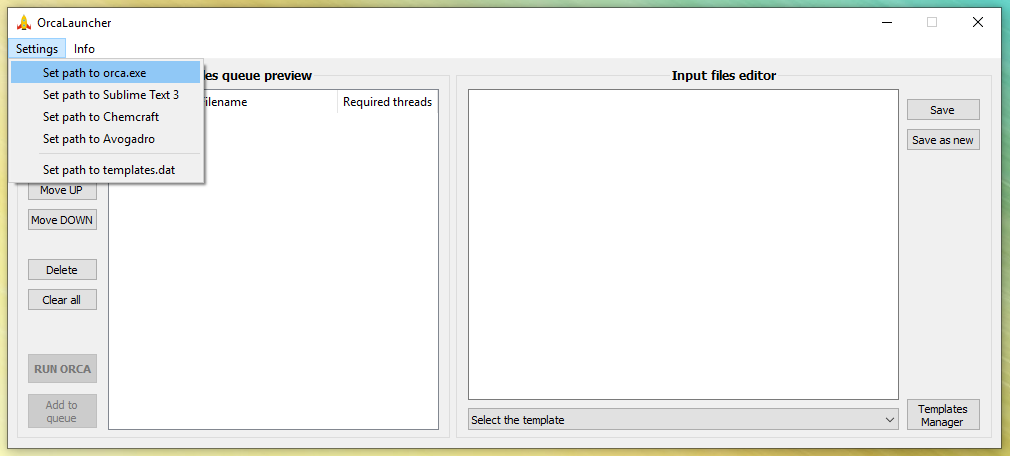 OrcaLauncher
Settings Info
Set path to orca.exe
Set path to Sublime Text 3
Set path to Chemcraft
Set path to Avogadro
Set path to templates.dat
queue preview
Required threads
Move UP
Move DOWN
Delete
Clear all
RUN ORCA
Add to
queue
Input files editor
Save
Save as new
Select the template
Templates
Manager